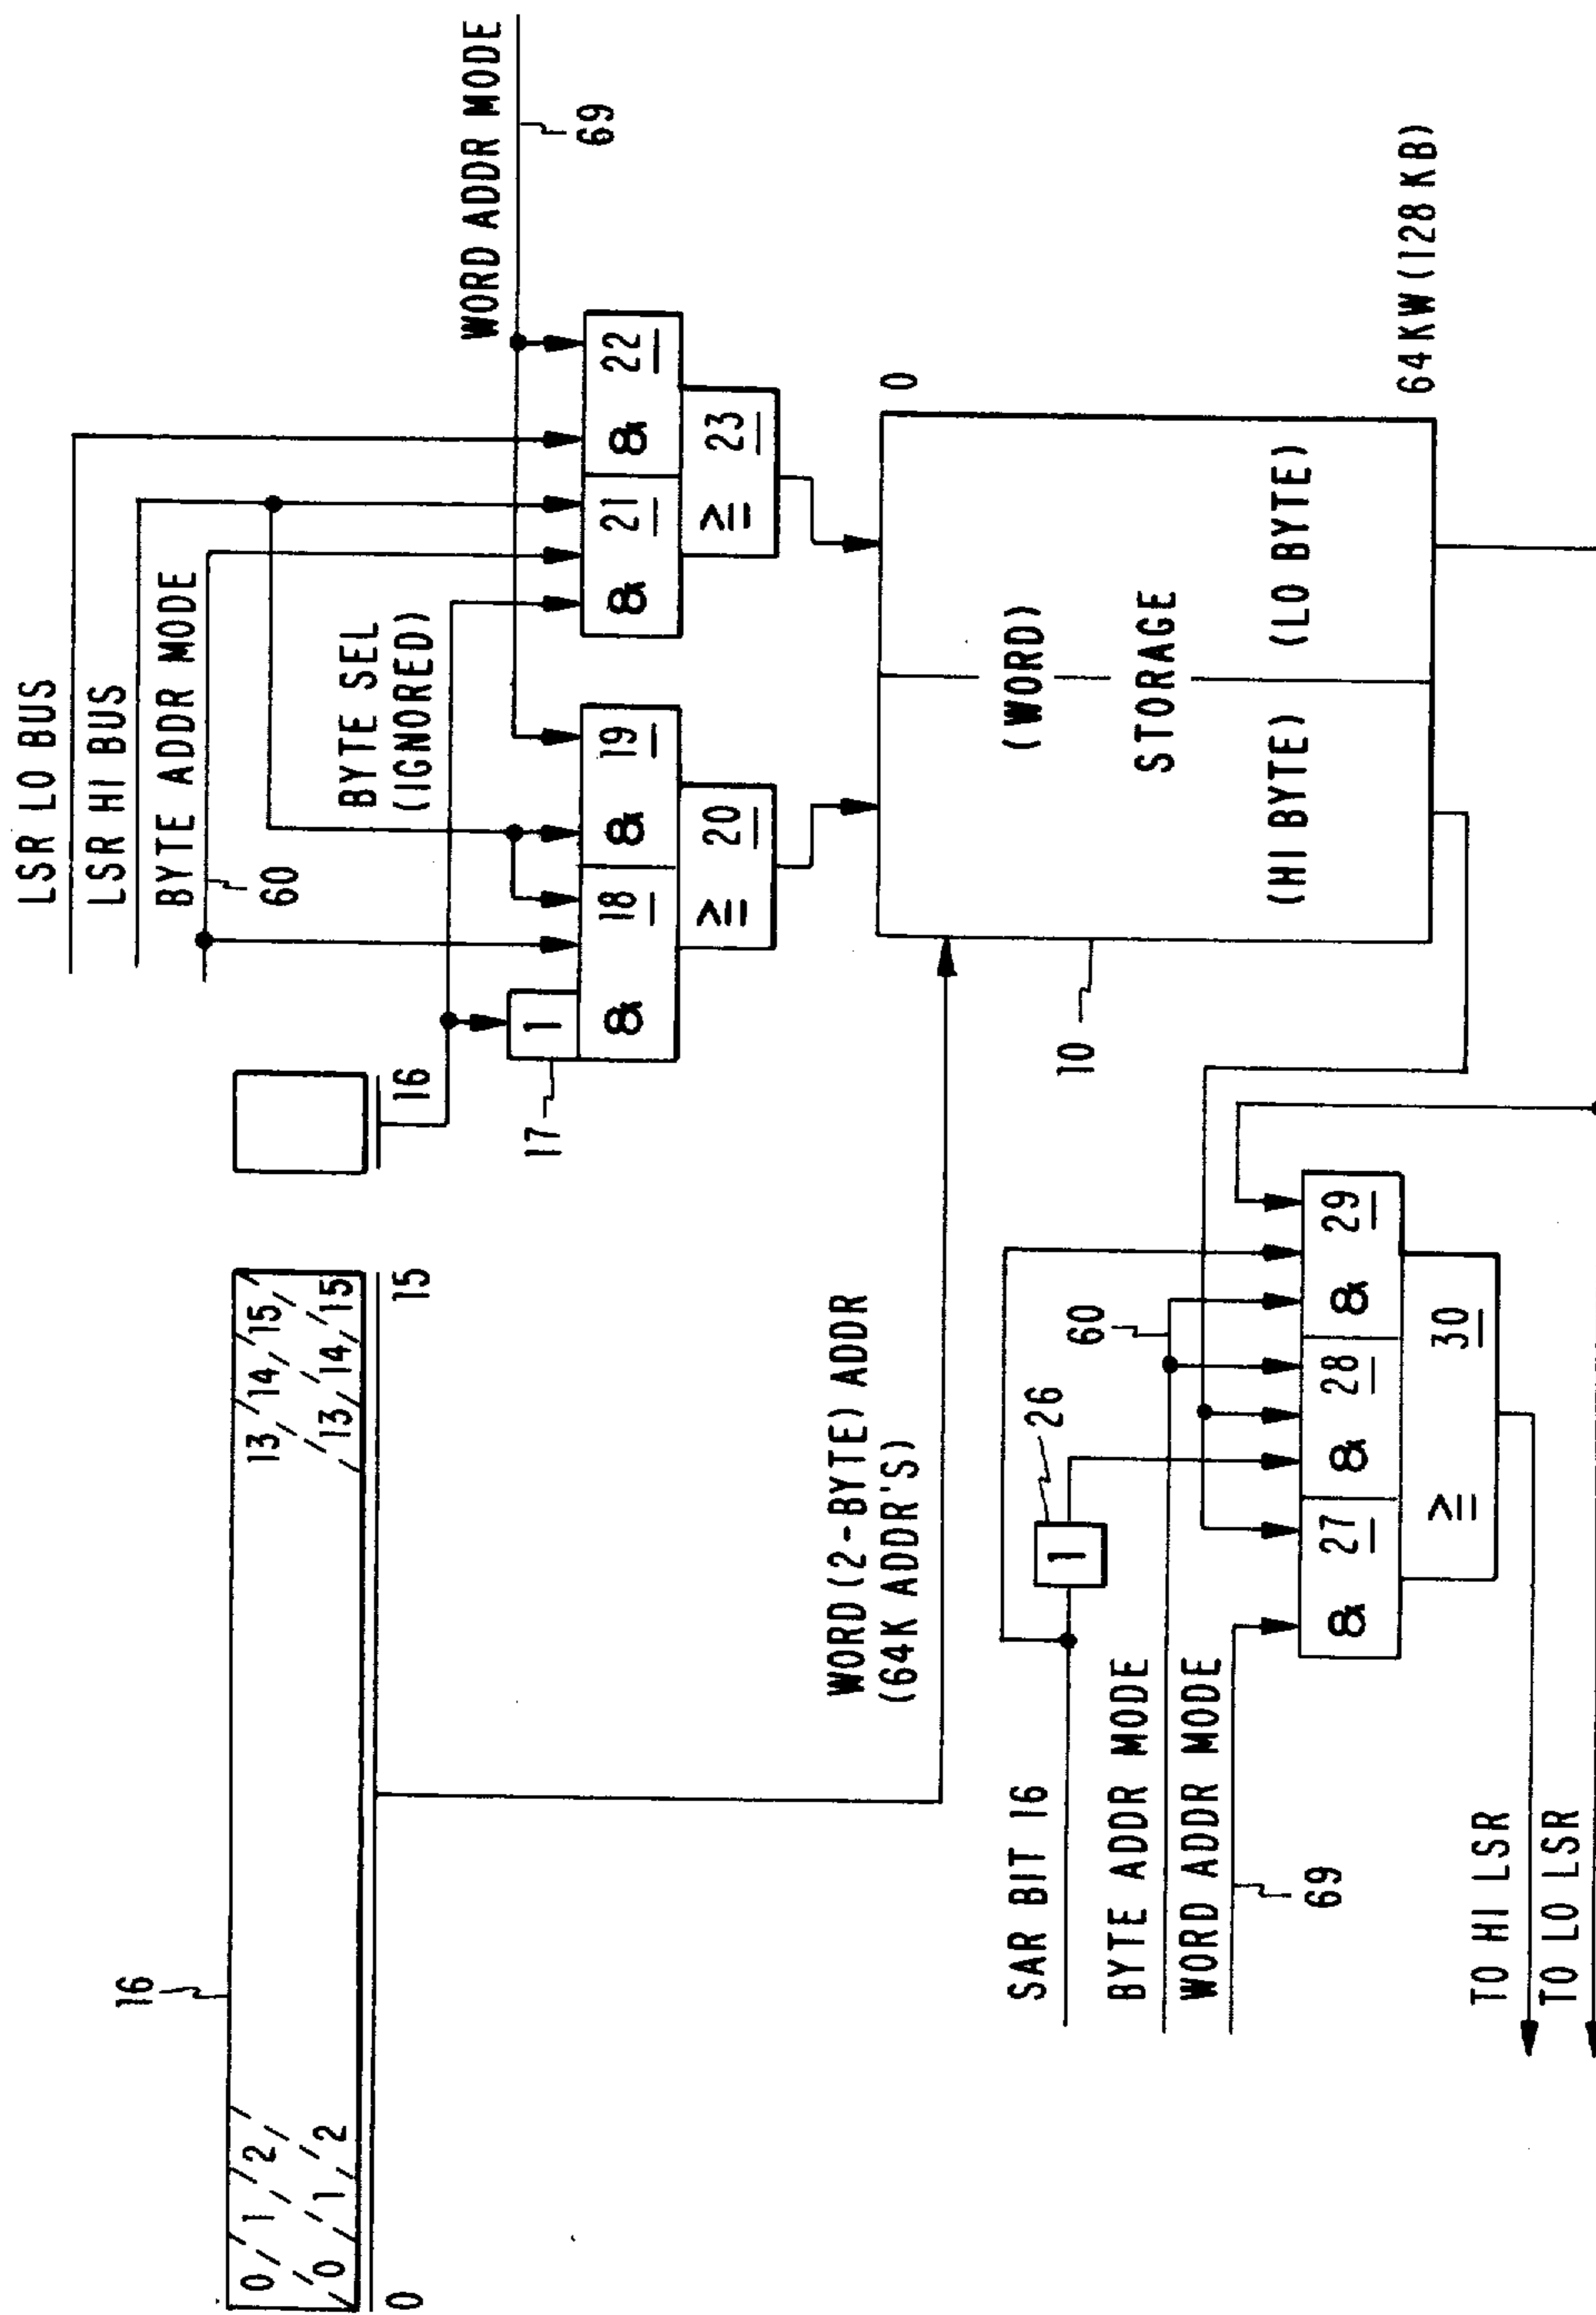 LSR LO BUS
LSR HI BUS
BYTE ADDR MODE
60
WORD ADDR MODE
69
BYTE SEL
(IGNORED)
16
0 1 2
0 1 2
13 14 15
13 14 15
0
15
16
17
1
& 18
& 19
≥ 20
& 21
& 22
≥ 23
WORD (2-BYTE) ADDR
(64K ADDR'S)
10
(WORD)
STORAGE
(HI BYTE)
(LO BYTE)
0
64KW (128 KB)
SAR BIT 16
1
26
BYTE ADDR MODE
60
WORD ADDR MODE
69
& 27
& 28
& 29
≥ 30
TO HI LSR
TO LO LSR